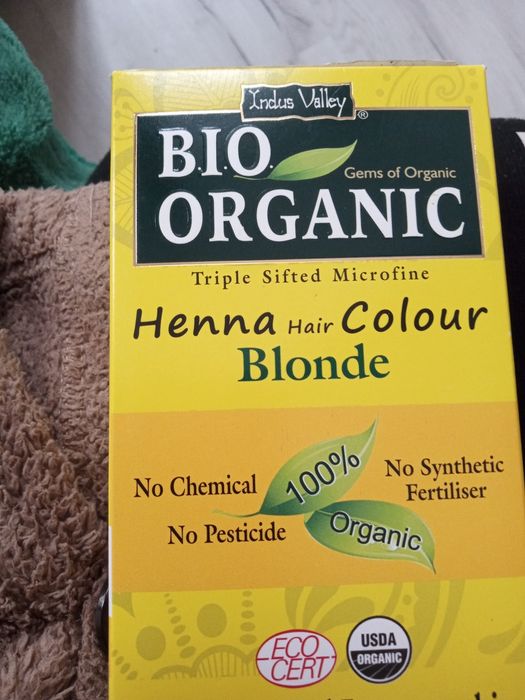 Indus Valley
®
B.I.O.
Gems of Organic
ORGANIC
Triple Sifted Microfine
Henna Hair Colour
Blonde
No Chemical
100%
No Synthetic
Fertiliser
No Pesticide
Organic
ECO
CERT
USDA
ORGANIC